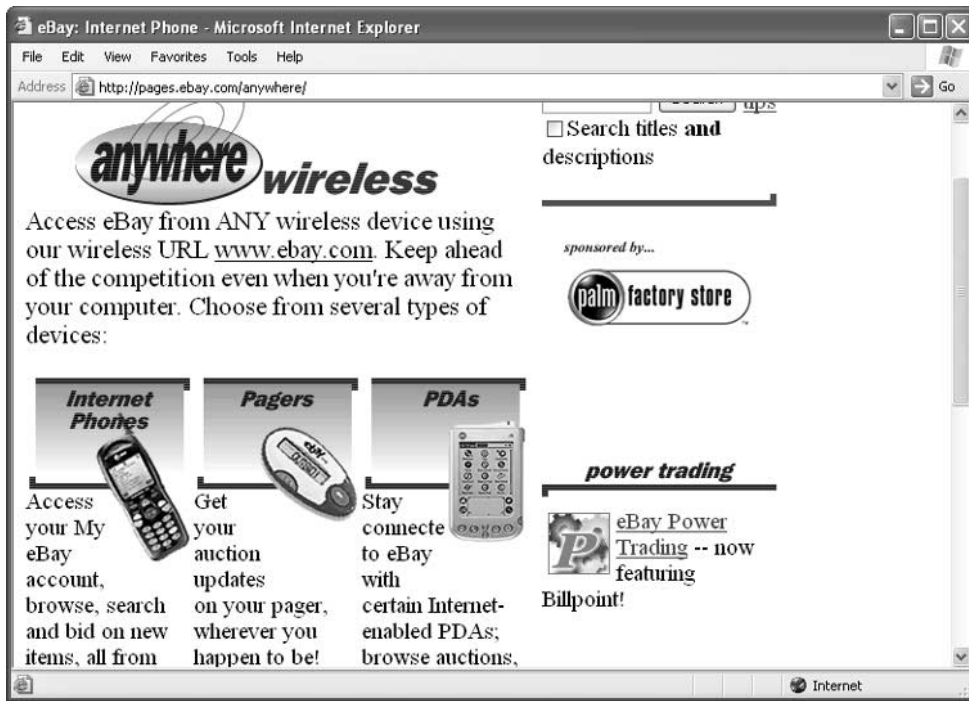 eBay: Internet Phone - Microsoft Internet Explorer
File Edit View Favorites Tools Help
Address http://pages.ebay.com/anywhere/ Go
anywhere wireless
Access eBay from ANY wireless device using
our wireless URL www.ebay.com. Keep ahead
of the competition even when you're away from
your computer. Choose from several types of
devices:
Internet
Phones
Access
your My
eBay
account,
browse, search
and bid on new
items, all from
Pagers
ebay
Get
your
auction
updates
on your pager,
wherever you
happen to be!
PDAs
Stay
connecte
to eBay
with
certain Internet-
enabled PDAs;
browse auctions,
Search tips
Search titles and
descriptions
sponsored by...
palm factory store
power trading
P
eBay Power
Trading -- now
featuring
Billpoint!
Internet